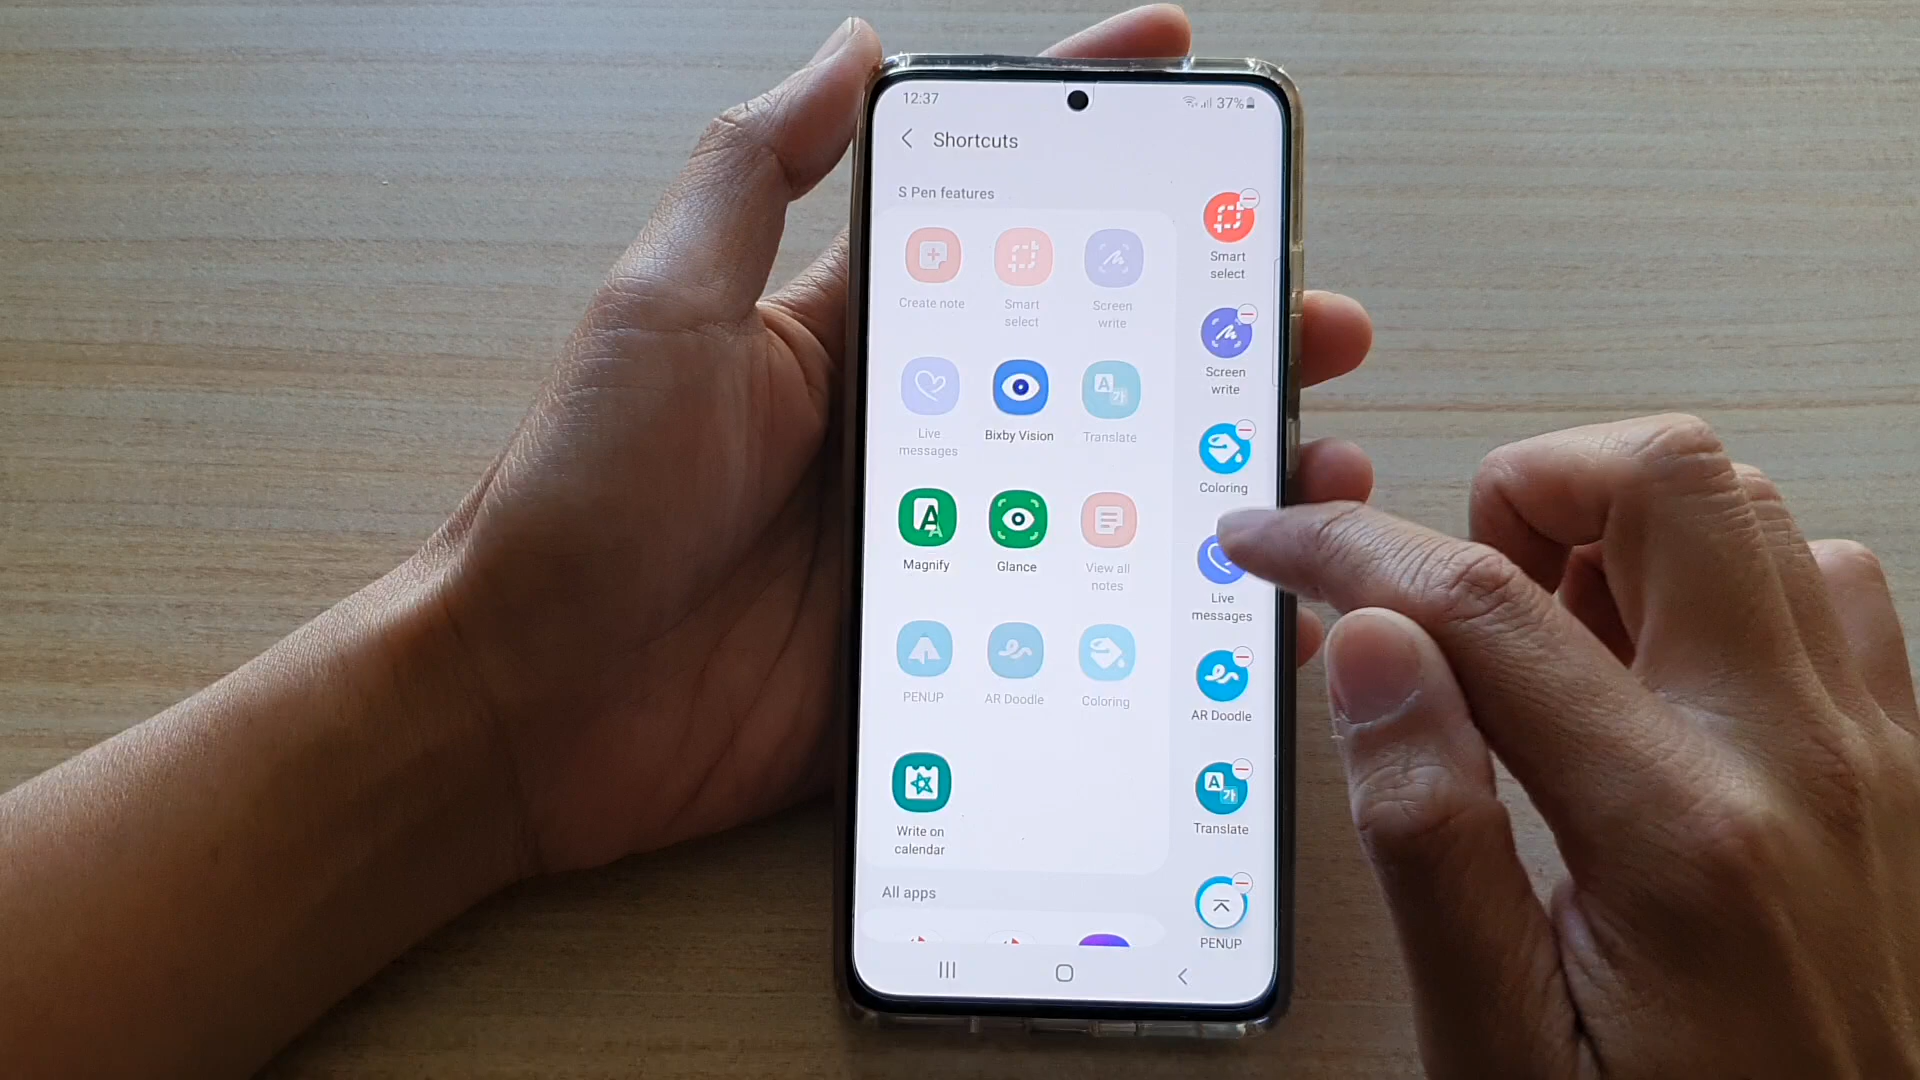 12:37
37%
Shortcuts
S Pen features
Create note
Smart
select
Screen
write
Live
messages
Bixby Vision
A
가
Translate
A
A
Magnify
Glance
View all
notes
PENUP
AR Doodle
Coloring
Write on
calendar
All apps
Smart
select
Screen
write
Coloring
Live
messages
AR Doodle
A
가
Translate
PENUP